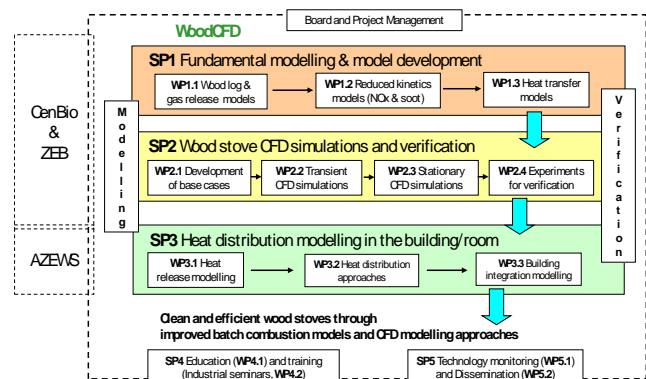 Board and Project Management
WoodCFD
SP1 Fundamental modelling & model development
WP1.1 Wood log &
gas release models
WP1.2 Reduced kinetics
models (NOx & soot)
WP1.3 Heat transfer
models
CenBio
&
ZEB
Modelling
Verification
SP2 Wood stove CFD simulations and verification
WP2.1 Development
of base cases
WP2.2 Transient
CFD simulations
WP2.3 Stationary
CFD simulations
WP2.4 Experiments
for verification
AZEWS
SP3 Heat distribution modelling in the building/room
WP3.1 Heat
release modelling
WP3.2 Heat distribution
approaches
WP3.3 Building
integration modelling
Clean and efficient wood stoves through
improved batch combustion models and CFD modelling approaches
SP4 Education (WP4.1) and training
(Industrial seminars, WP4.2)
SP5 Technology monitoring (WP5.1)
and Dissemination (WP5.2)